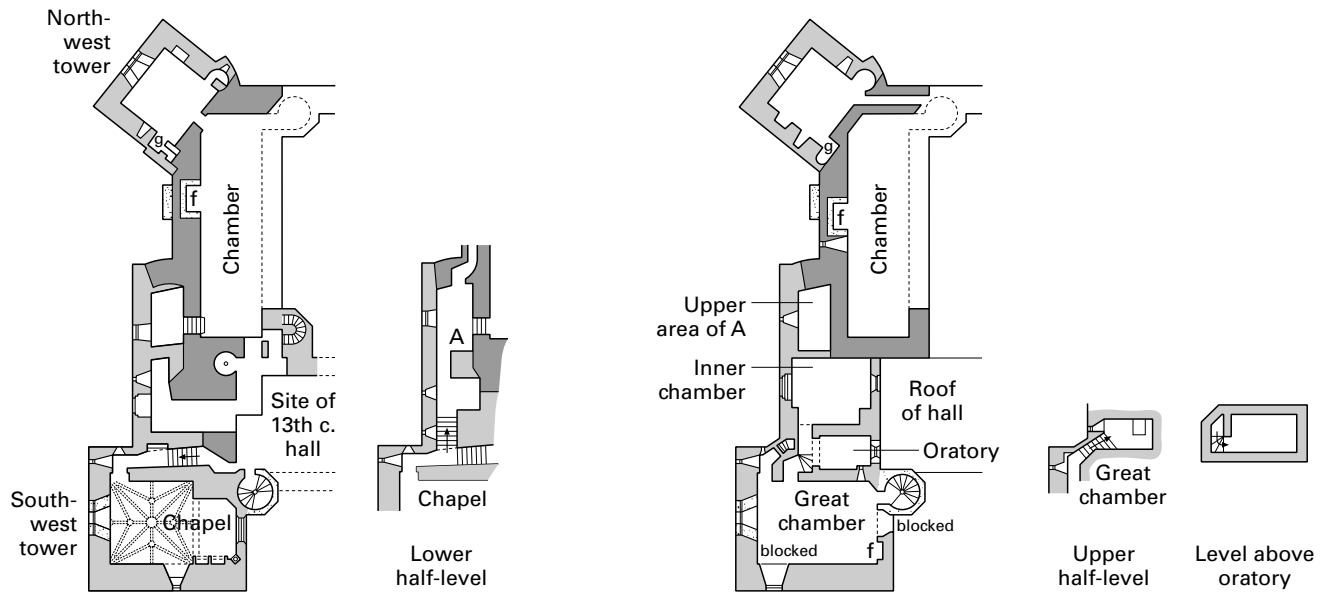 North-
west
tower
g
f
Chamber
A
Site of
13th c.
hall
South-
west
tower
Chapel
Chapel
Lower
half-level
g
f
Chamber
Upper
area of A
Inner
chamber
Roof
of hall
Oratory
Great
chamber
blocked
blocked
f
Great
chamber
Upper
half-level
Level above
oratory